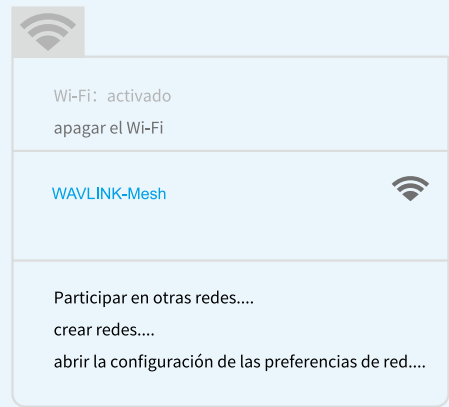 Wi-Fi: activado
apagar el Wi-Fi
WAVLINK-Mesh
Participar en otras redes....
crear redes....
abrir la configuración de las preferencias de red....